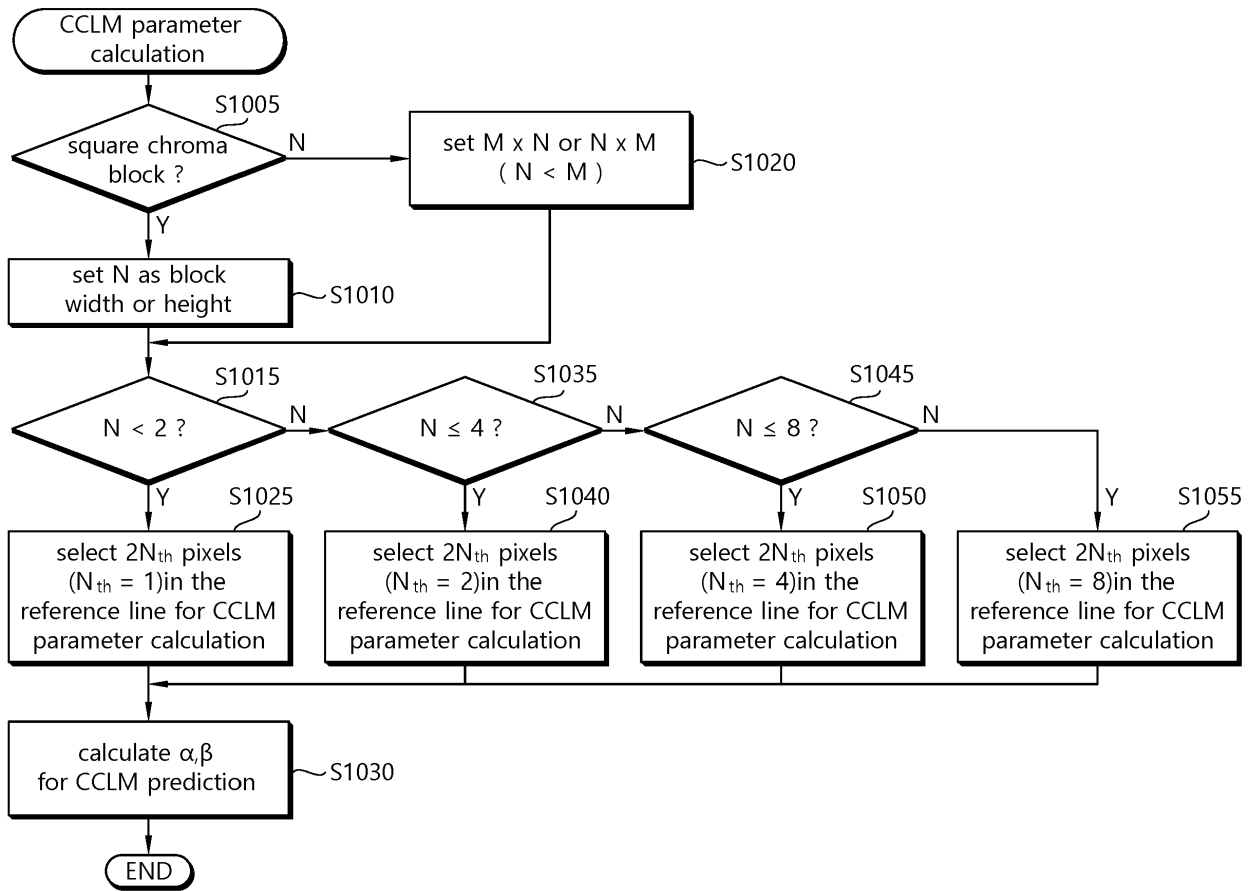 CCLM parameter
calculation
S1005
square chroma
block ?
N
set M x N or N x M
( N < M )
S1020
Y
set N as block
width or height
S1010
S1015
N < 2 ?
N
S1035
N ≤ 4 ?
N
S1045
N ≤ 8 ?
N
Y
S1025
Y
S1040
Y
S1050
Y
S1055
select 2Nth pixels
(Nth = 1)in the
reference line for CCLM
parameter calculation
select 2Nth pixels
(Nth = 2)in the
reference line for CCLM
parameter calculation
select 2Nth pixels
(Nth = 4)in the
reference line for CCLM
parameter calculation
select 2Nth pixels
(Nth = 8)in the
reference line for CCLM
parameter calculation
calculate α,β
for CCLM prediction
S1030
END